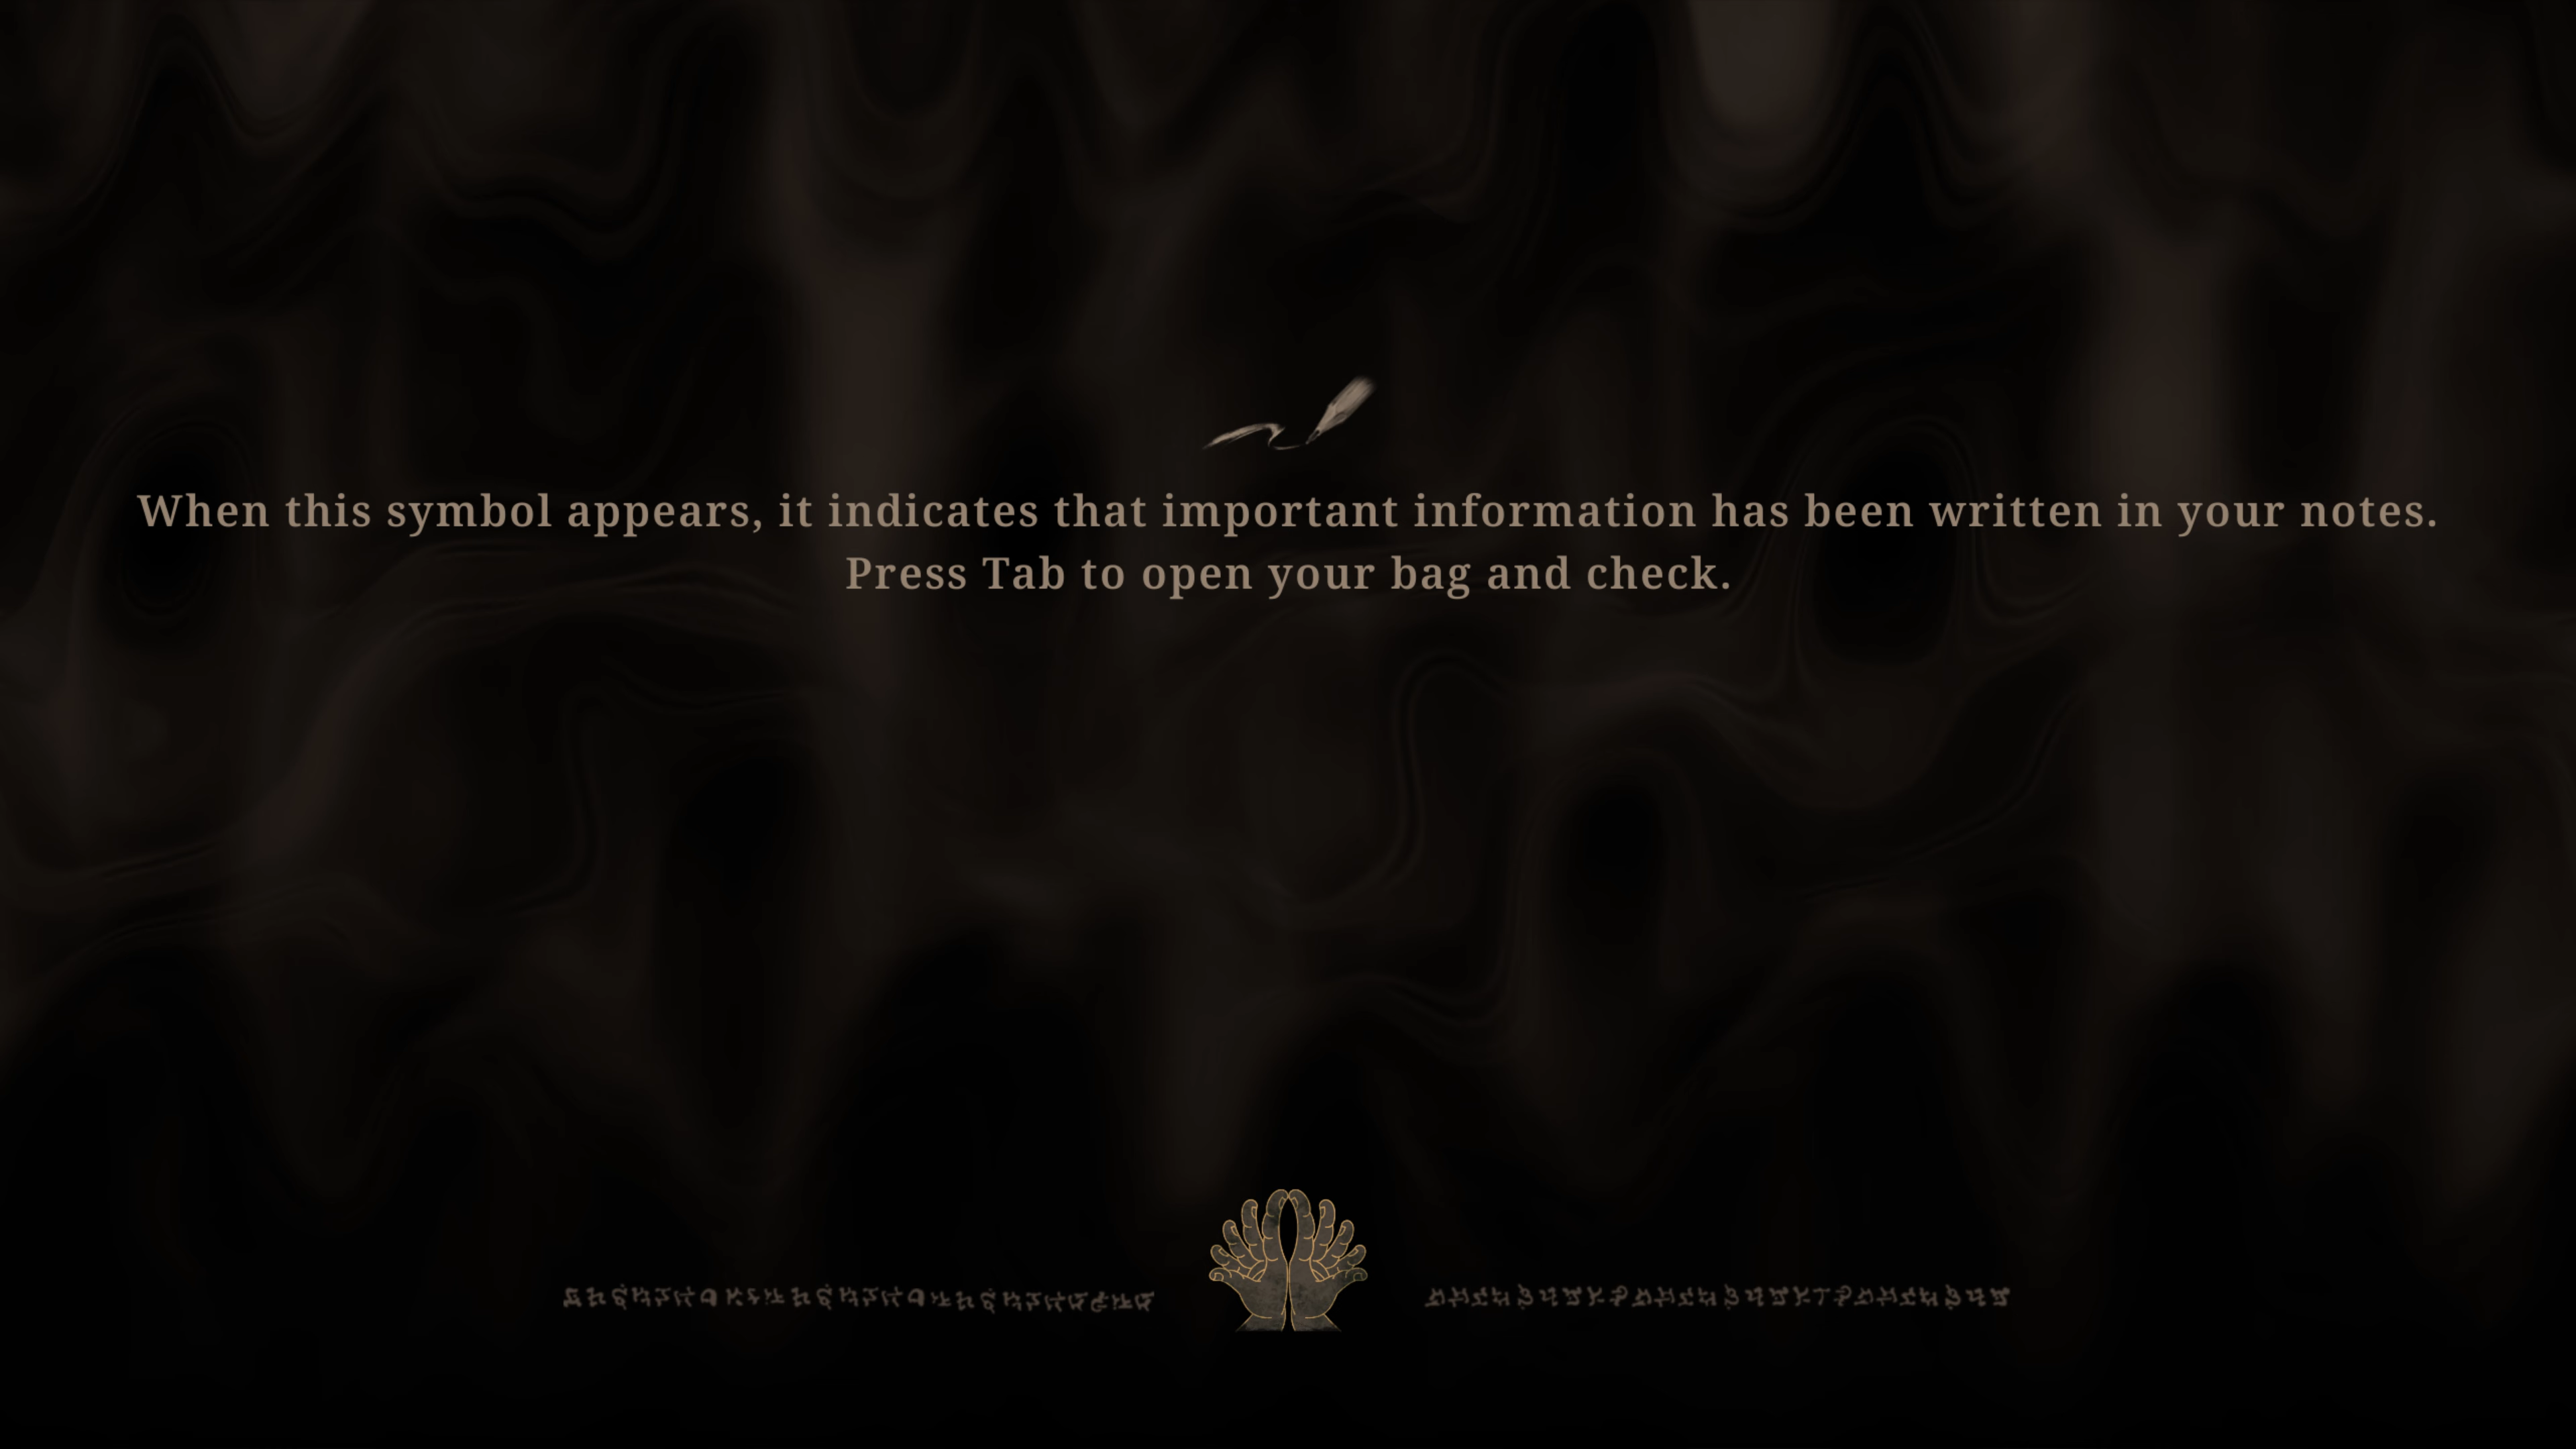 When this symbol appears, it indicates that important information has been written in your notes.
Press Tab to open your bag and check.